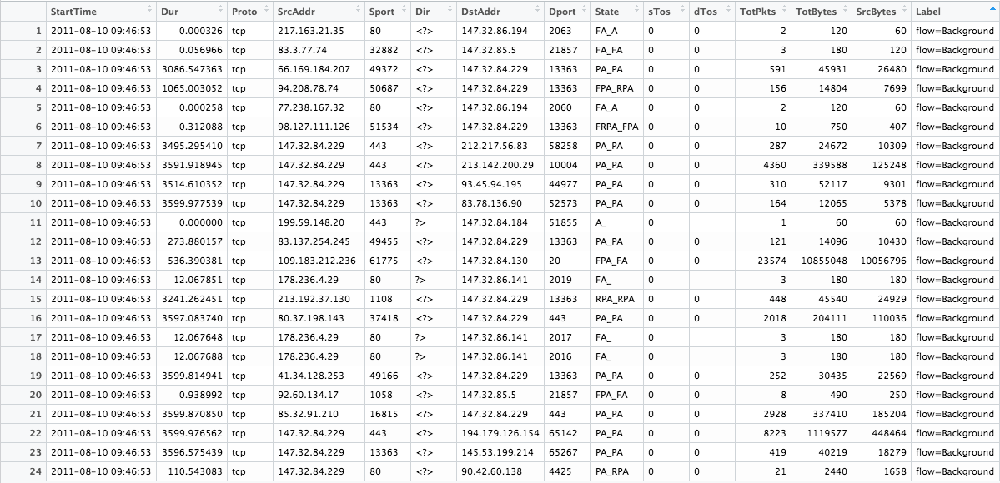 StartTime Dur Proto SrcAddr Sport Dir DstAddr Dport State sTos dTos TotPkts TotBytes SrcBytes Label
1 2011-08-10 09:46:53 0.000326 tcp 217.163.21.35 80 <?> 147.32.86.194 2063 FA_A 0 0 2 120 60 flow=Background
2 2011-08-10 09:46:53 0.056966 tcp 83.3.77.74 32882 <?> 147.32.85.5 21857 FA_FA 0 0 3 180 120 flow=Background
3 2011-08-10 09:46:53 3086.547363 tcp 66.169.184.207 49372 <?> 147.32.84.229 13363 PA_PA 0 0 591 45931 26480 flow=Background
4 2011-08-10 09:46:53 1065.003052 tcp 94.208.78.74 50687 <?> 147.32.84.229 13363 FPA_RPA 0 0 156 14804 7699 flow=Background
5 2011-08-10 09:46:53 0.000258 tcp 77.238.167.32 80 <?> 147.32.86.194 2060 FA_A 0 0 2 120 60 flow=Background
6 2011-08-10 09:46:53 0.312088 tcp 98.127.111.126 51534 <?> 147.32.84.229 13363 FRPA_FPA 0 0 10 750 407 flow=Background
7 2011-08-10 09:46:53 3495.295410 tcp 147.32.84.229 443 <?> 212.217.56.83 58258 PA_PA 0 0 287 24672 10309 flow=Background
8 2011-08-10 09:46:53 3591.918945 tcp 147.32.84.229 443 <?> 213.142.200.29 10004 PA_PA 0 0 4360 339588 125248 flow=Background
9 2011-08-10 09:46:53 3514.610352 tcp 147.32.84.229 13363 <?> 93.45.94.195 44977 PA_PA 0 0 310 52117 9301 flow=Background
10 2011-08-10 09:46:53 3599.977539 tcp 147.32.84.229 13363 <?> 83.78.136.90 52573 PA_PA 0 0 164 12065 5378 flow=Background
11 2011-08-10 09:46:53 0.000000 tcp 199.59.148.20 443 ?> 147.32.84.184 51855 A_ 0 1 60 60 flow=Background
12 2011-08-10 09:46:53 273.880157 tcp 83.137.254.245 49455 <?> 147.32.84.229 13363 PA_PA 0 0 121 14096 10430 flow=Background
13 2011-08-10 09:46:53 536.390381 tcp 109.183.212.236 61775 <?> 147.32.84.130 20 FPA_FA 0 0 23574 10855048 10056796 flow=Background
14 2011-08-10 09:46:53 12.067851 tcp 178.236.4.29 80 ?> 147.32.86.141 2019 FA_ 0 3 180 180 flow=Background
15 2011-08-10 09:46:53 3241.262451 tcp 213.192.37.130 1108 <?> 147.32.84.229 13363 RPA_RPA 0 0 448 45540 24929 flow=Background
16 2011-08-10 09:46:53 3597.083740 tcp 80.37.198.143 37418 <?> 147.32.84.229 443 PA_PA 0 0 2018 204111 110036 flow=Background
17 2011-08-10 09:46:53 12.067648 tcp 178.236.4.29 80 ?> 147.32.86.141 2017 FA_ 0 3 180 180 flow=Background
18 2011-08-10 09:46:53 12.067688 tcp 178.236.4.29 80 ?> 147.32.86.141 2016 FA_ 0 3 180 180 flow=Background
19 2011-08-10 09:46:53 3599.814941 tcp 41.34.128.253 49166 <?> 147.32.84.229 13363 PA_PA 0 0 252 30435 22569 flow=Background
20 2011-08-10 09:46:53 0.938992 tcp 92.60.134.17 1058 <?> 147.32.85.5 21857 FPA_FA 0 0 8 490 250 flow=Background
21 2011-08-10 09:46:53 3599.870850 tcp 85.32.91.210 16815 <?> 147.32.84.229 443 PA_PA 0 0 2928 337410 185204 flow=Background
22 2011-08-10 09:46:53 3599.976562 tcp 147.32.84.229 443 <?> 194.179.126.154 65142 PA_PA 0 0 8223 1119577 448464 flow=Background
23 2011-08-10 09:46:53 3596.575439 tcp 147.32.84.229 13363 <?> 145.53.199.214 65267 PA_PA 0 0 419 40219 18279 flow=Background
24 2011-08-10 09:46:53 110.543083 tcp 147.32.84.229 80 <?> 90.42.60.138 4425 PA_RPA 0 0 21 2440 1658 flow=Background